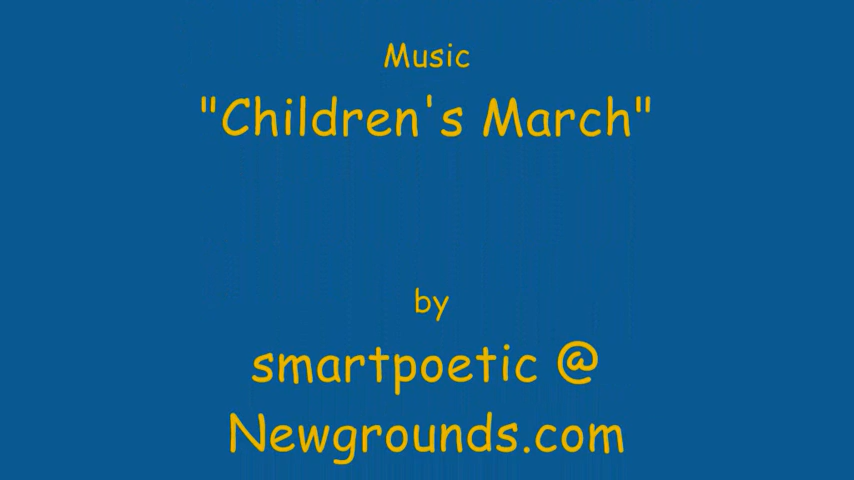 Music
"Children's March"
by
smartpoetic @
Newgrounds.com